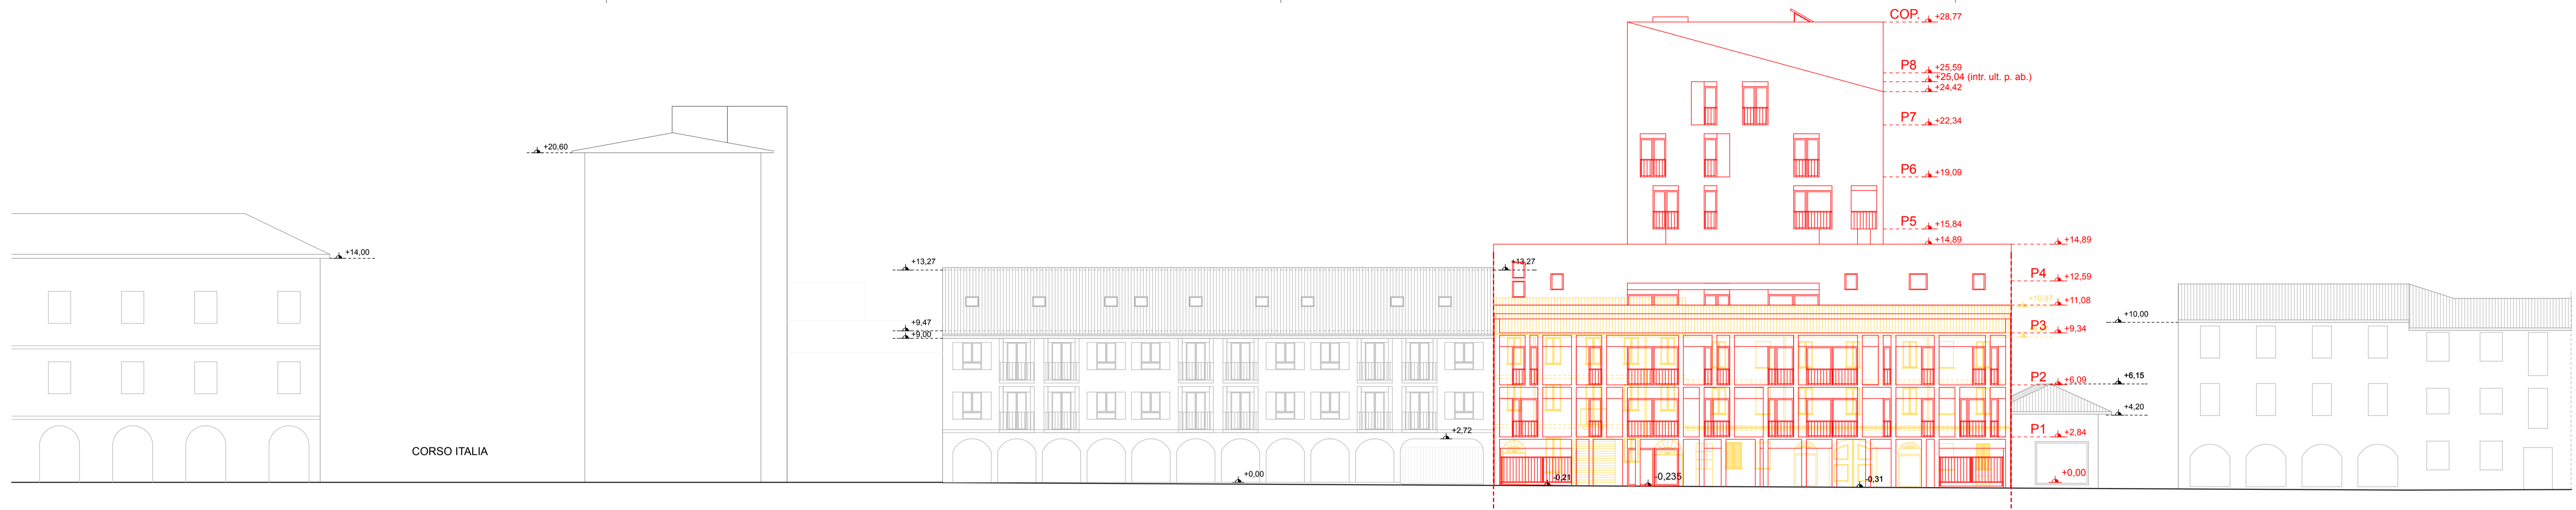 COP. +28,77
P8 +25,59
+25,04 (intr. ult. p. ab.)
+24,42
P7 +22,34
+20,60
P6 +19,09
P5 +15,84
+14,89
+14,89
+14,00
+13,27
+13,27
P4 +12,59
+10,97
+11,08
+10,00
+9,47
+9,00
P3 +9,34
P2 +6,09
+6,15
+4,20
+2,72
P1 +2,84
CORSO ITALIA
+0,00
-0,21
-0,235
-0,31
+0,00